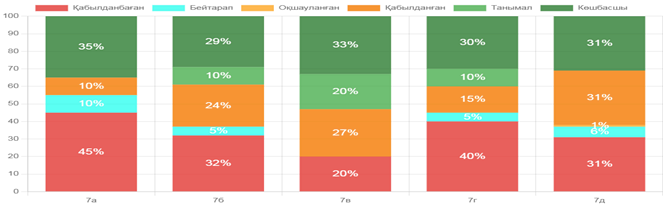 Қабылданбаған Бейтарап Оқшауланған Қабылданған Танымал Көшбасшы
100
90
80
70
60
50
40
30
20
10
0
35% 29% 33% 30% 31%
10% 10% 20% 10% 31%
10% 24% 27% 15% 1%
45% 5% 20% 5% 6%
32% 40% 31%
7а 7б 7в 7г 7д